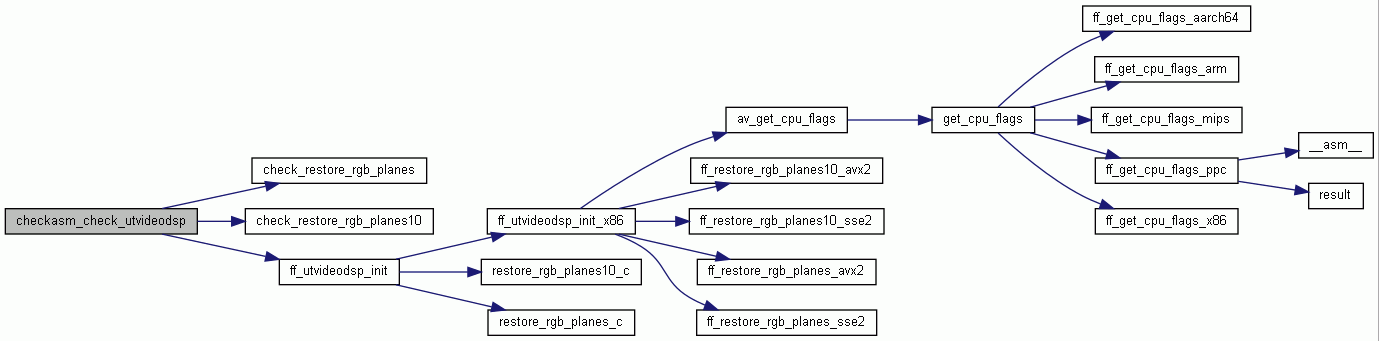 checkasm_check_utvideodsp
check_restore_rgb_planes
check_restore_rgb_planes10
ff_utvideodsp_init
ff_utvideodsp_init_x86
restore_rgb_planes10_c
restore_rgb_planes_c
av_get_cpu_flags
ff_restore_rgb_planes10_avx2
ff_restore_rgb_planes10_sse2
ff_restore_rgb_planes_avx2
ff_restore_rgb_planes_sse2
get_cpu_flags
ff_get_cpu_flags_aarch64
ff_get_cpu_flags_arm
ff_get_cpu_flags_mips
ff_get_cpu_flags_ppc
ff_get_cpu_flags_x86
__asm__
result